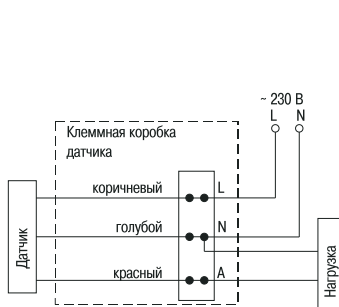 ~ 230 В
L N
Клеммная коробка
датчика
коричневый L
голубой N
красный A
Датчик
Нагрузка